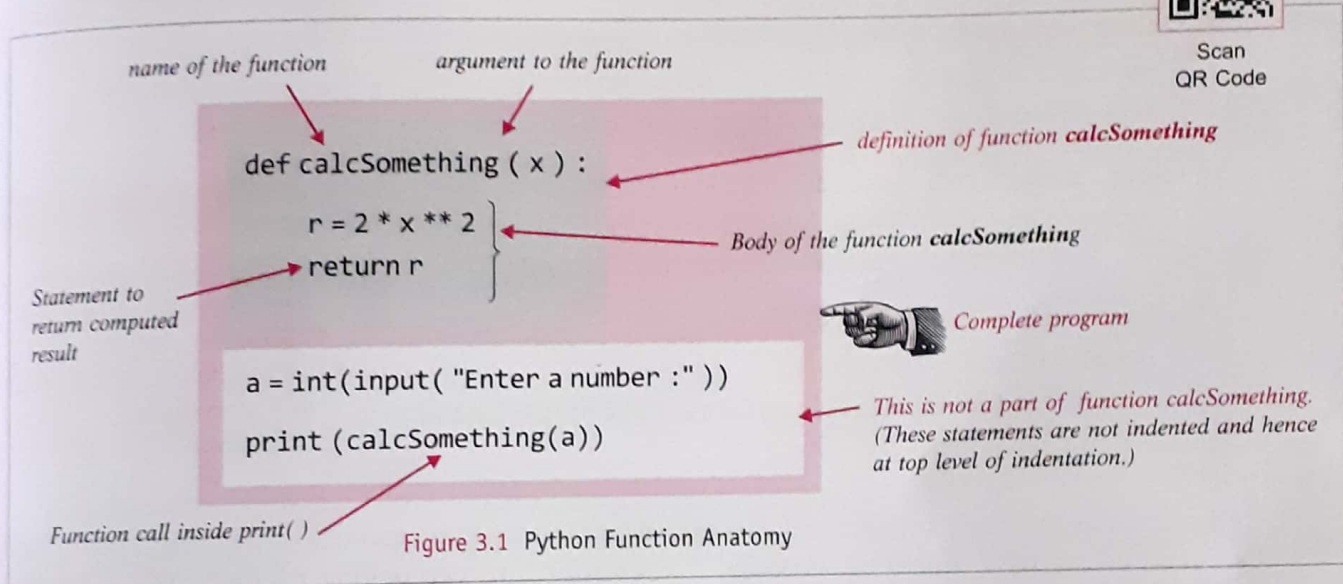 Scan
QR Code
name of the function
argument to the function
definition of function calcSomething
def calcSomething ( x ) :
r = 2 * x ** 2
Body of the function calcSomething
return r
Statement to
return computed
result
Complete program
a = int(input( "Enter a number :" ))
This is not a part of function calcSomething.
(These statements are not indented and hence
at top level of indentation.)
print (calcSomething(a))
Function call inside print( )
Figure 3.1 Python Function Anatomy